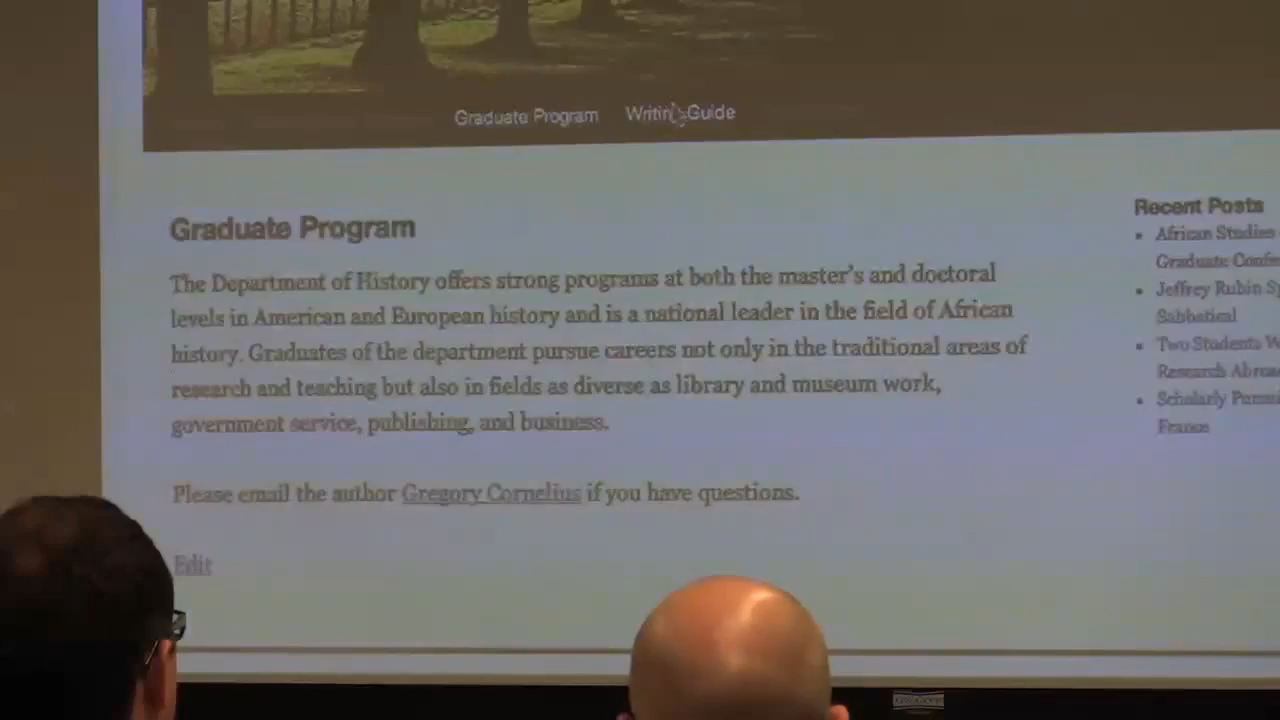 Graduate Program Writing Guide
Graduate Program
The Department of History offers strong programs at both the master's and doctoral
levels in American and European history and is a national leader in the field of African
history. Graduates of the department pursue careers not only in the traditional areas of
research and teaching but also in fields as diverse as library and museum work,
government service, publishing, and business.
Please email the author Gregory Cornelius if you have questions.
Edit
Recent Posts
African Studies
Graduate
Jeffrey Rubin
Sabbatical
Two Students
Research
Scholarly
France